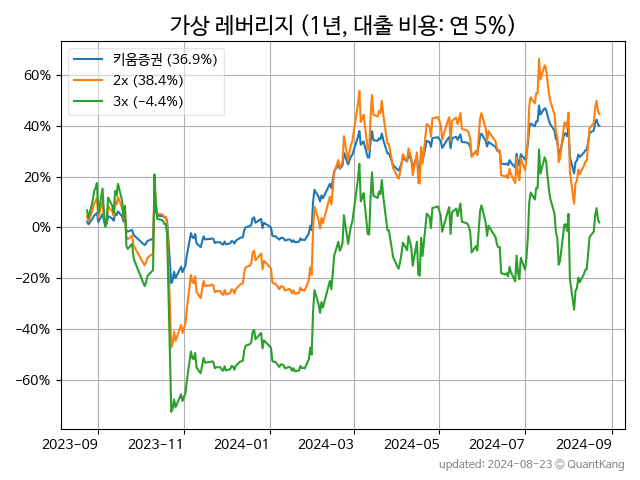 가상 레버리지 (1년, 대출 비용: 연 5%)
키움증권 (36.9%)
2x (38.4%)
3x (−4.4%)
60%
40%
20%
0%
−20%
−40%
−60%
2023-09 2023-11 2024-01 2024-03 2024-05 2024-07 2024-09
updated: 2024-08-23 ⓒ QuantKang